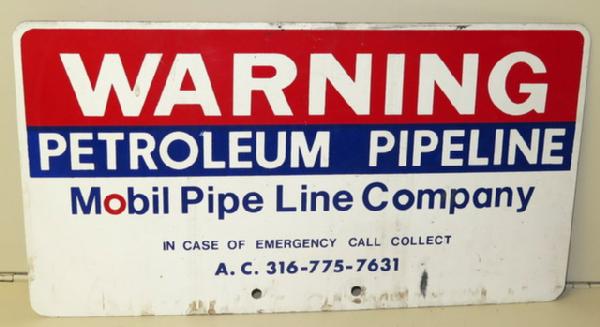 WARNING
PETROLEUM PIPELINE
Mobil Pipe Line Company
IN CASE OF EMERGENCY CALL COLLECT
A. C. 316-775-7631